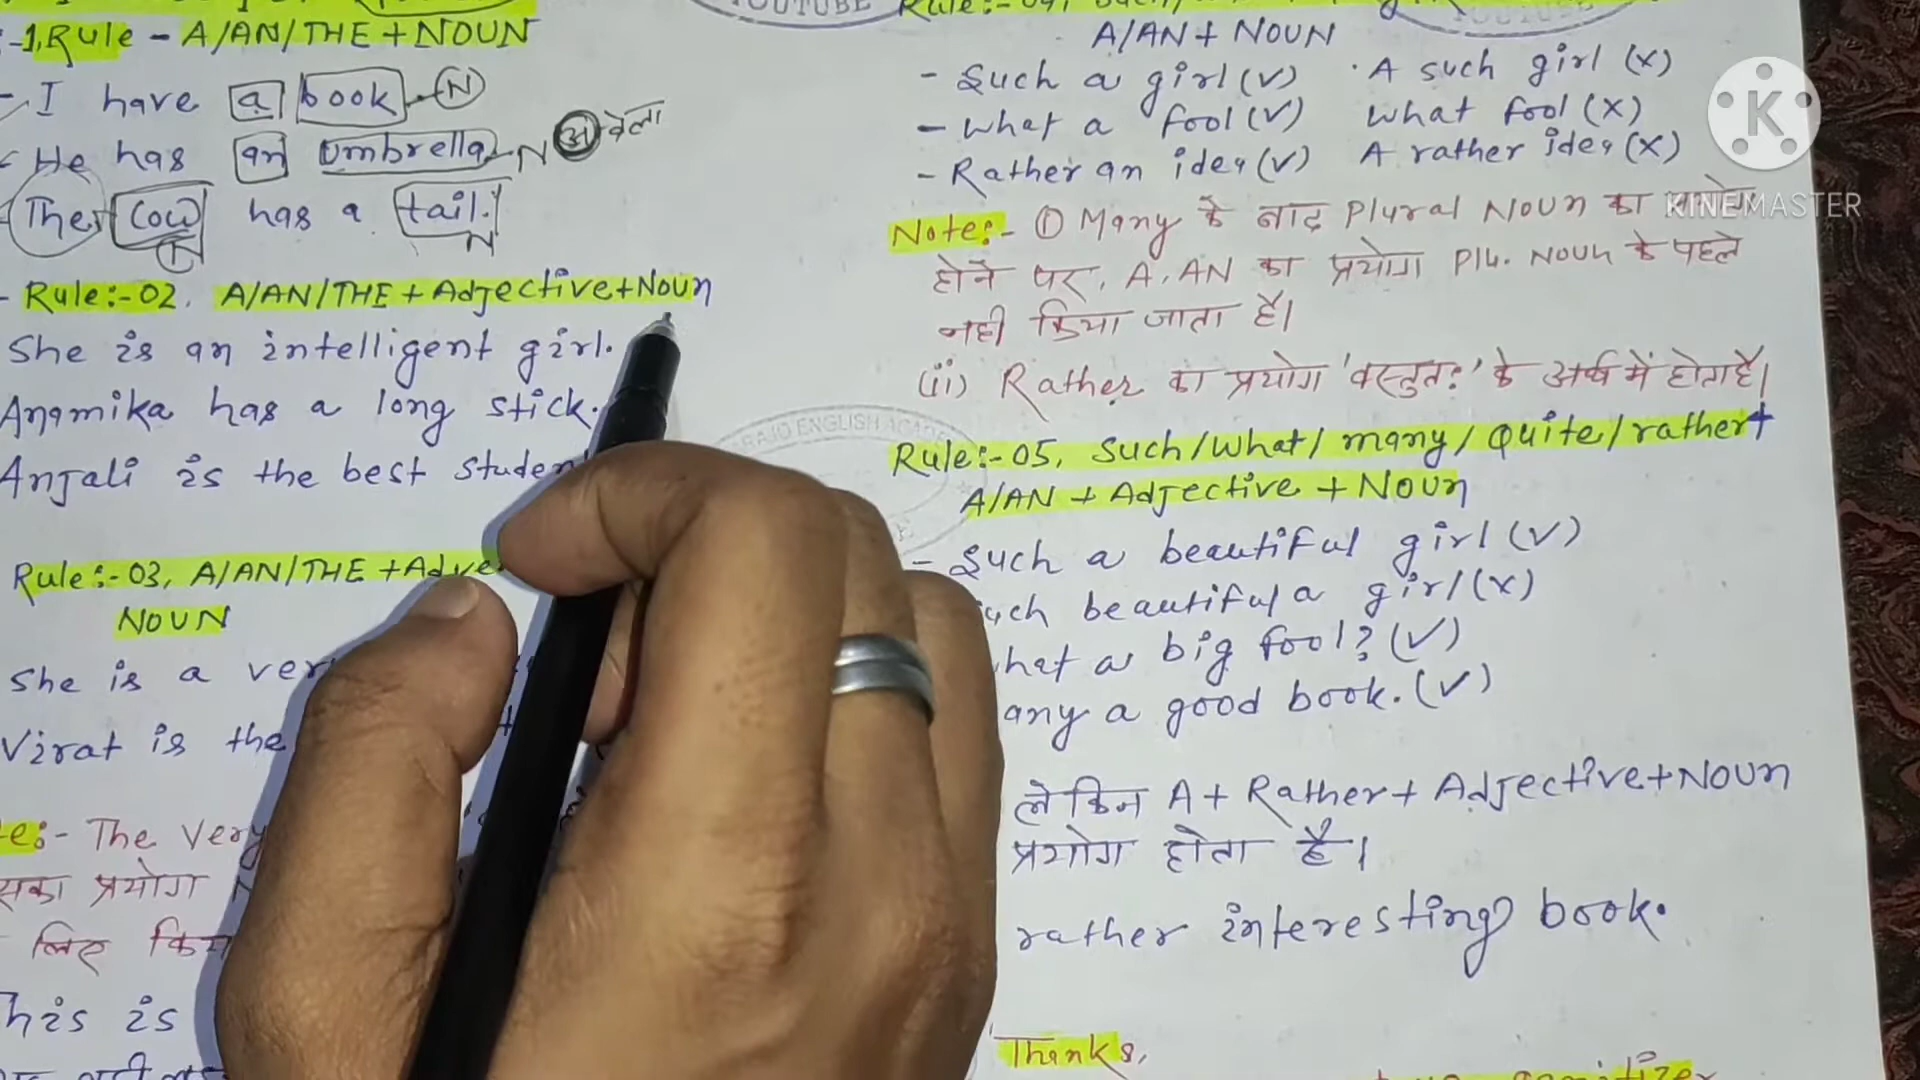 1, Rule - A/AN/THE + NOUN
- I have a book N
He has an umbrella N अकेला
The cow has a tail.
N N
- Rule:- 02. A/AN/THE + Adjective + Noun
She is an intelligent girl.
Anamika has a long stick.
Anjali is the best studen
Rule:- 03, A/AN/THE + Adve
NOUN
She is a ver
Virat is the
:- The Very
प्रयोग
लिए
his is
YOUTUBE
A/AN + NOUN
- Such a girl (✓) A such girl (x)
- What a fool (✓) What fool (x)
- Rather an idea (✓) A rather idea (x)
KINEMASTER
Note:- ① Many के बाद Plural Noun का प्रयोग
होने पर, A, AN का प्रयोग Plu. Noun के पहले
नही किया जाता है।
(ii) Rather का प्रयोग 'वस्तुतः' के अर्थ में होता है।
Rule:- 05, Such/What/many/Quite/rather +
A/AN + Adjective + Noun
- Such a beautiful girl (✓)
uch beautiful a girl (x)
hat a big fool? (✓)
any a good book. (✓)
लेकिन A + Rather + Adjective + Noun
प्रयोग होता है।
rather interesting book.
Thanks,